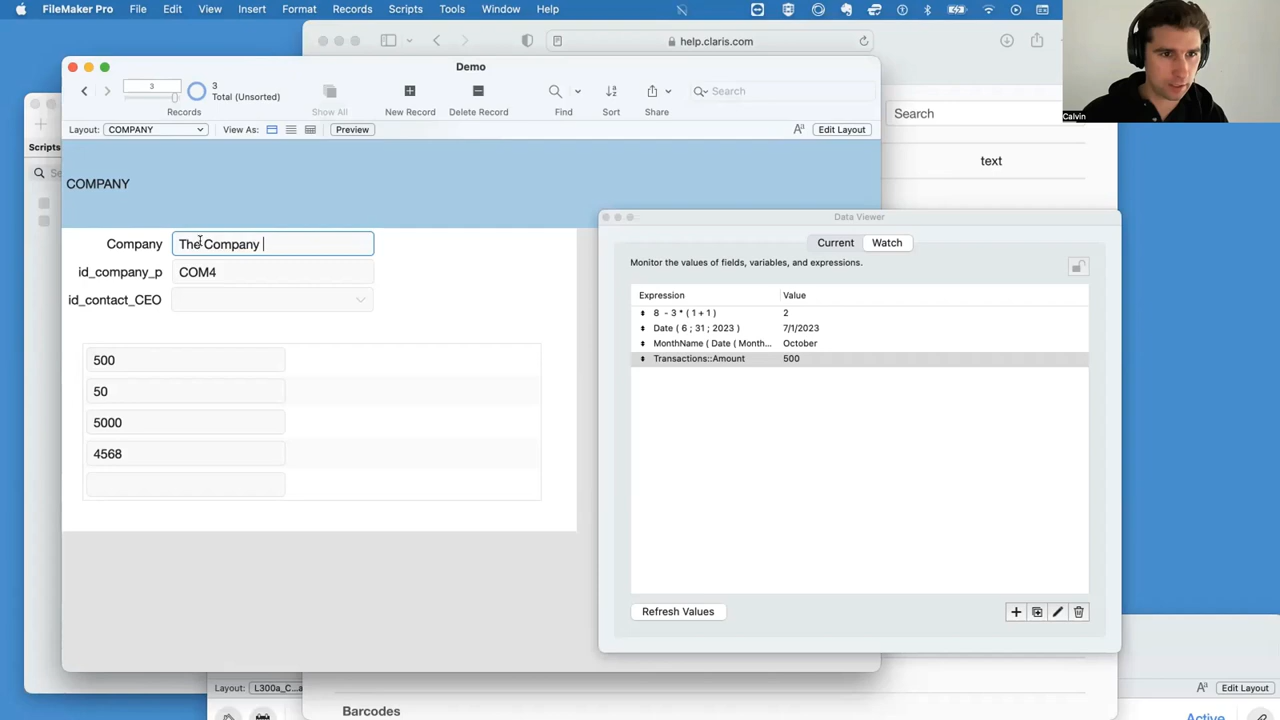 FileMaker Pro File Edit View Insert Format Records Scripts Tools Window Help
help.claris.com
Demo
3
3
Total (Unsorted)
Records
Show All
New Record
Delete Record
Find
Sort
Share
Search
Search
Calvin
Layout: COMPANY View As: Preview Edit Layout
Scripts
text
COMPANY
Data Viewer
Company The Company
Current Watch
id_company_p COM4
Monitor the values of fields, variables, and expressions.
id_contact_CEO
Expression Value
8 - 3 * ( 1 + 1 ) 2
Date ( 6 ; 31 ; 2023 ) 7/1/2023
MonthName ( Date ( Month... October
Transactions::Amount 500
500
50
5000
4568
Refresh Values
Layout: L300a_C...
Edit Layout
Barcodes
Active